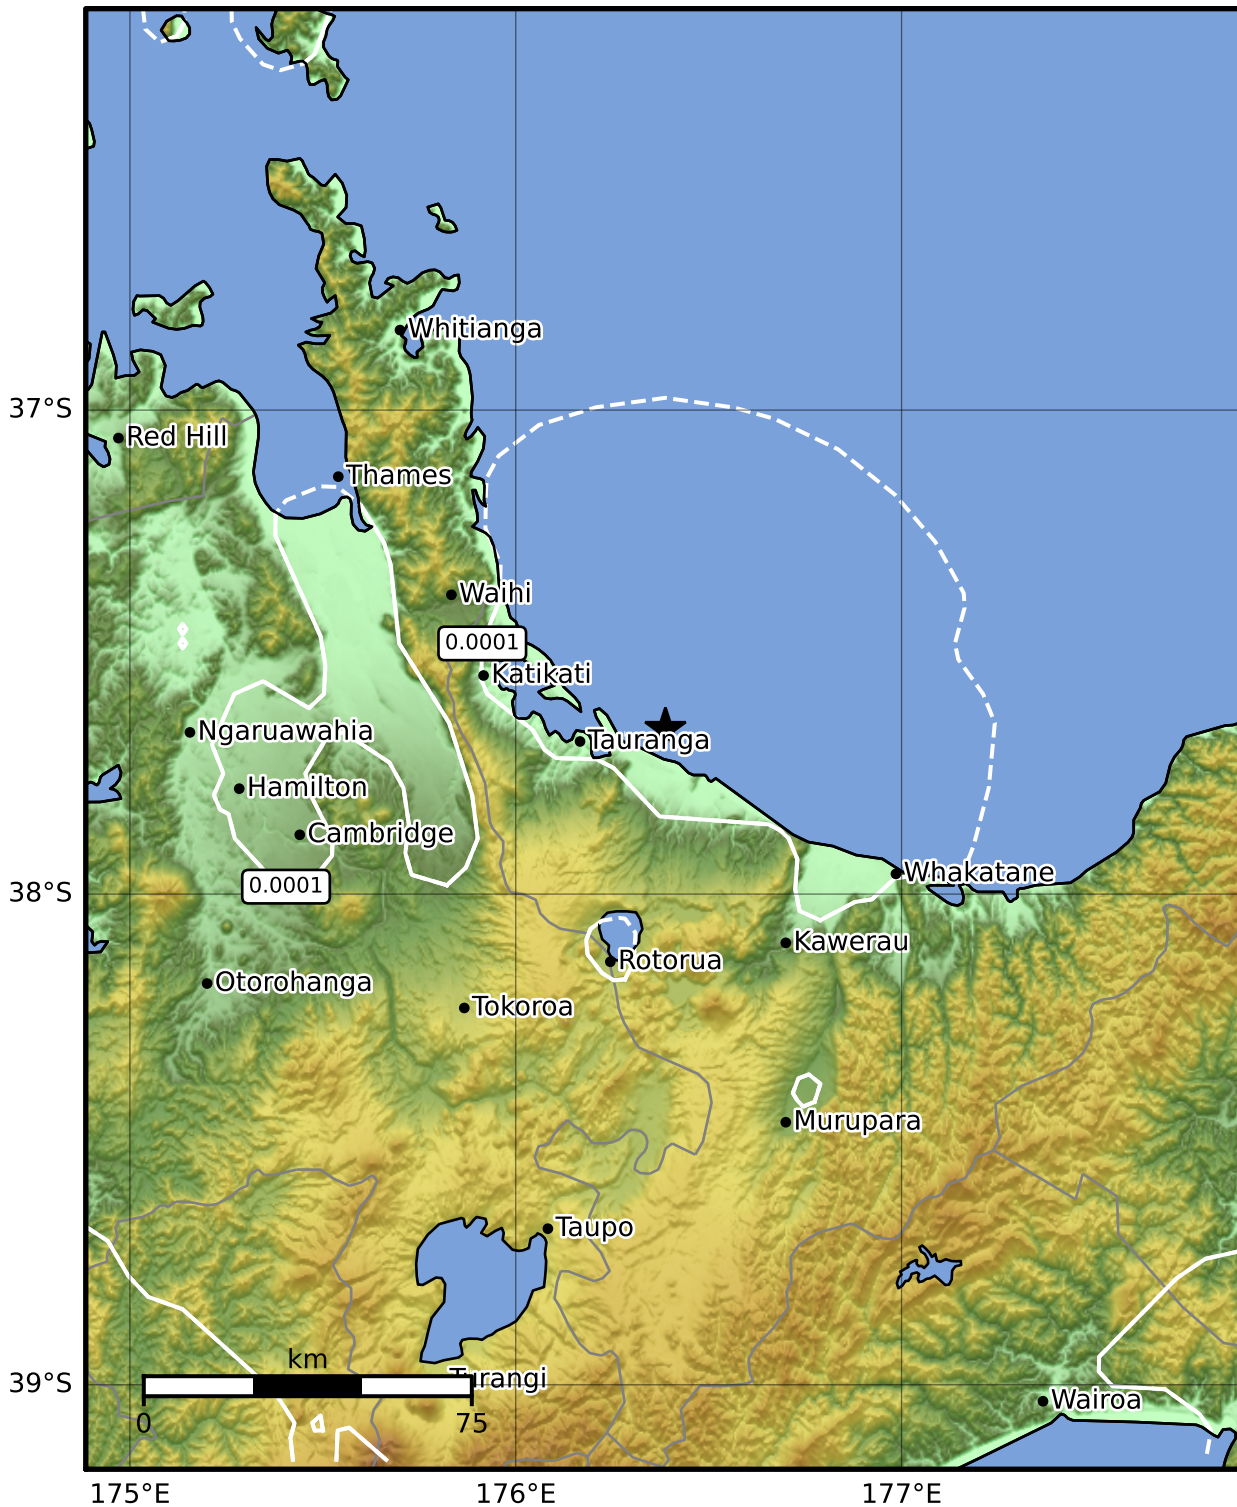 Whitianga
37°S
Red Hill
Thames
Waihi
0.0001
Katikati
Ngaruawahia
Tauranga
Hamilton
Cambridge
0.0001
38°S
Whakatane
Kawerau
Rotorua
Otorohanga
Tokoroa
Murupara
Taupo
km
Turangi
39°S
Wairoa
0
75
175°E
176°E
177°E